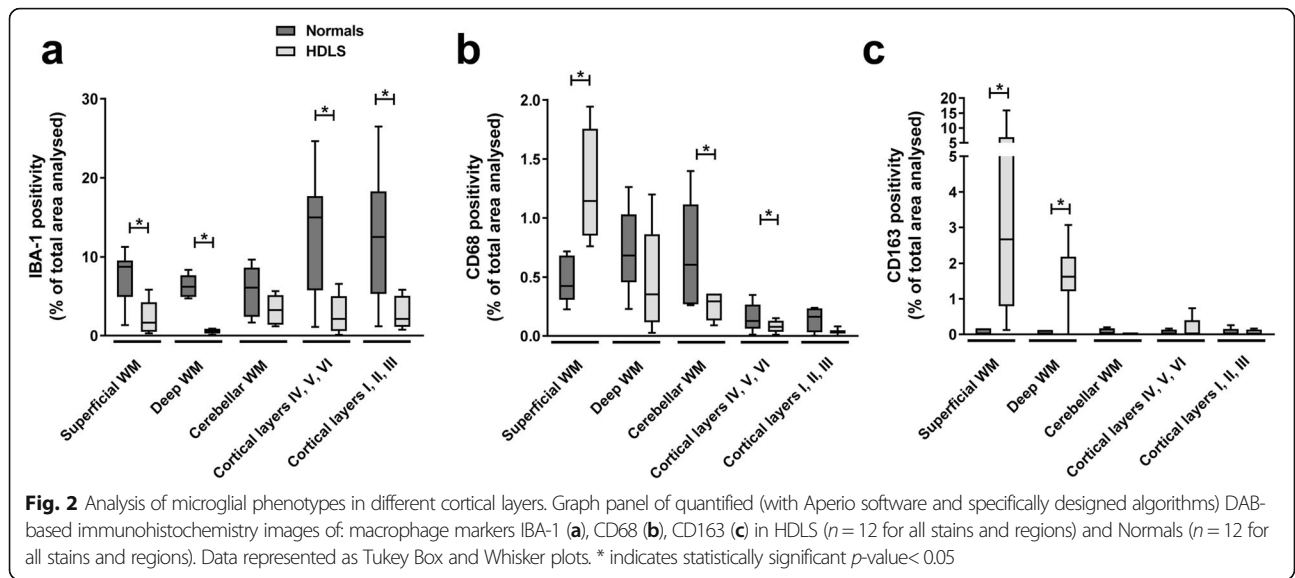 Normals
HDLS
a
IBA-1 positivity
(% of total area analysed)
30
20
10
0
Superficial WM
Deep WM
Cerebellar WM
Cortical layers IV, V, VI
Cortical layers I, II, III
*
*
*
*
b
CD68 positivity
(% of total area analysed)
2.0
1.5
1.0
0.5
0.0
Superficial WM
Deep WM
Cerebellar WM
Cortical layers IV, V, VI
Cortical layers I, II, III
*
*
*
c
CD163 positivity
(% of total area analysed)
20
15
10
5
4
3
2
1
0
Superficial WM
Deep WM
Cerebellar WM
Cortical layers IV, V, VI
Cortical layers I, II, III
*
*
Fig. 2 Analysis of microglial phenotypes in different cortical layers. Graph panel of quantified (with Aperio software and specifically designed algorithms) DAB-
based immunohistochemistry images of: macrophage markers IBA-1 (a), CD68 (b), CD163 (c) in HDLS (n = 12 for all stains and regions) and Normals (n = 12 for
all stains and regions). Data represented as Tukey Box and Whisker plots. * indicates statistically significant p-value< 0.05